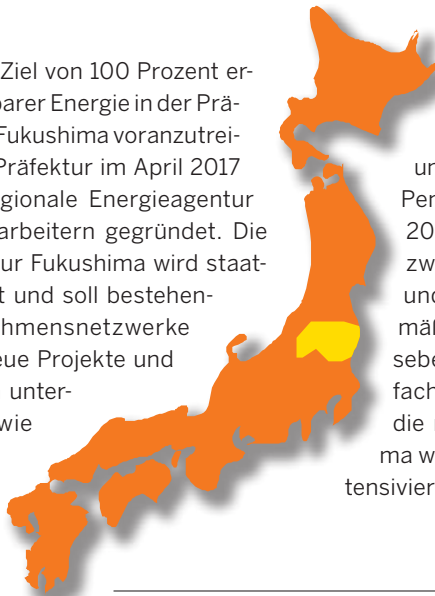 Ziel von 100 Prozent er-
barer Energie in der Prä-
Fukushima voranzutrei-
Präfektur im April 2017
gionale Energieagentur
arbeitern gegründet. Die
ur Fukushima wird staat-
t und soll bestehen-
hmensnetzwerke
eue Projekte und
unter-
wie
Per
20
zw
und
mäß
sebe
fach
die
ma w
tensivier